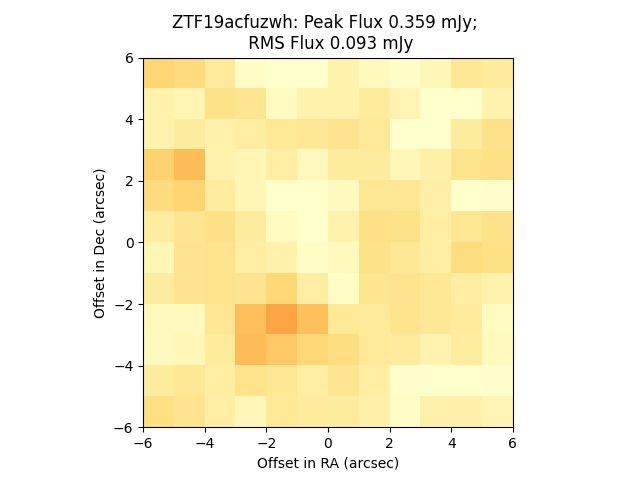 ZTF19acfuzwh: Peak Flux 0.359 mJy;
RMS Flux 0.093 mJy
6
4
2
0
−2
−4
−6
Offset in Dec (arcsec)
−6 −4 −2 0 2 4 6
Offset in RA (arcsec)